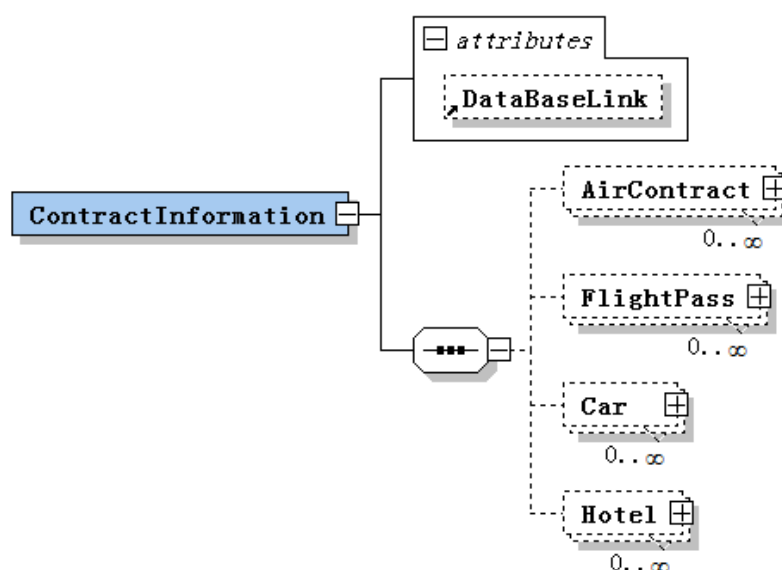 attributes
DataBaseLink
ContractInformation
AirContract
0..∞
FlightPass
0..∞
Car
0..∞
Hotel
0..∞